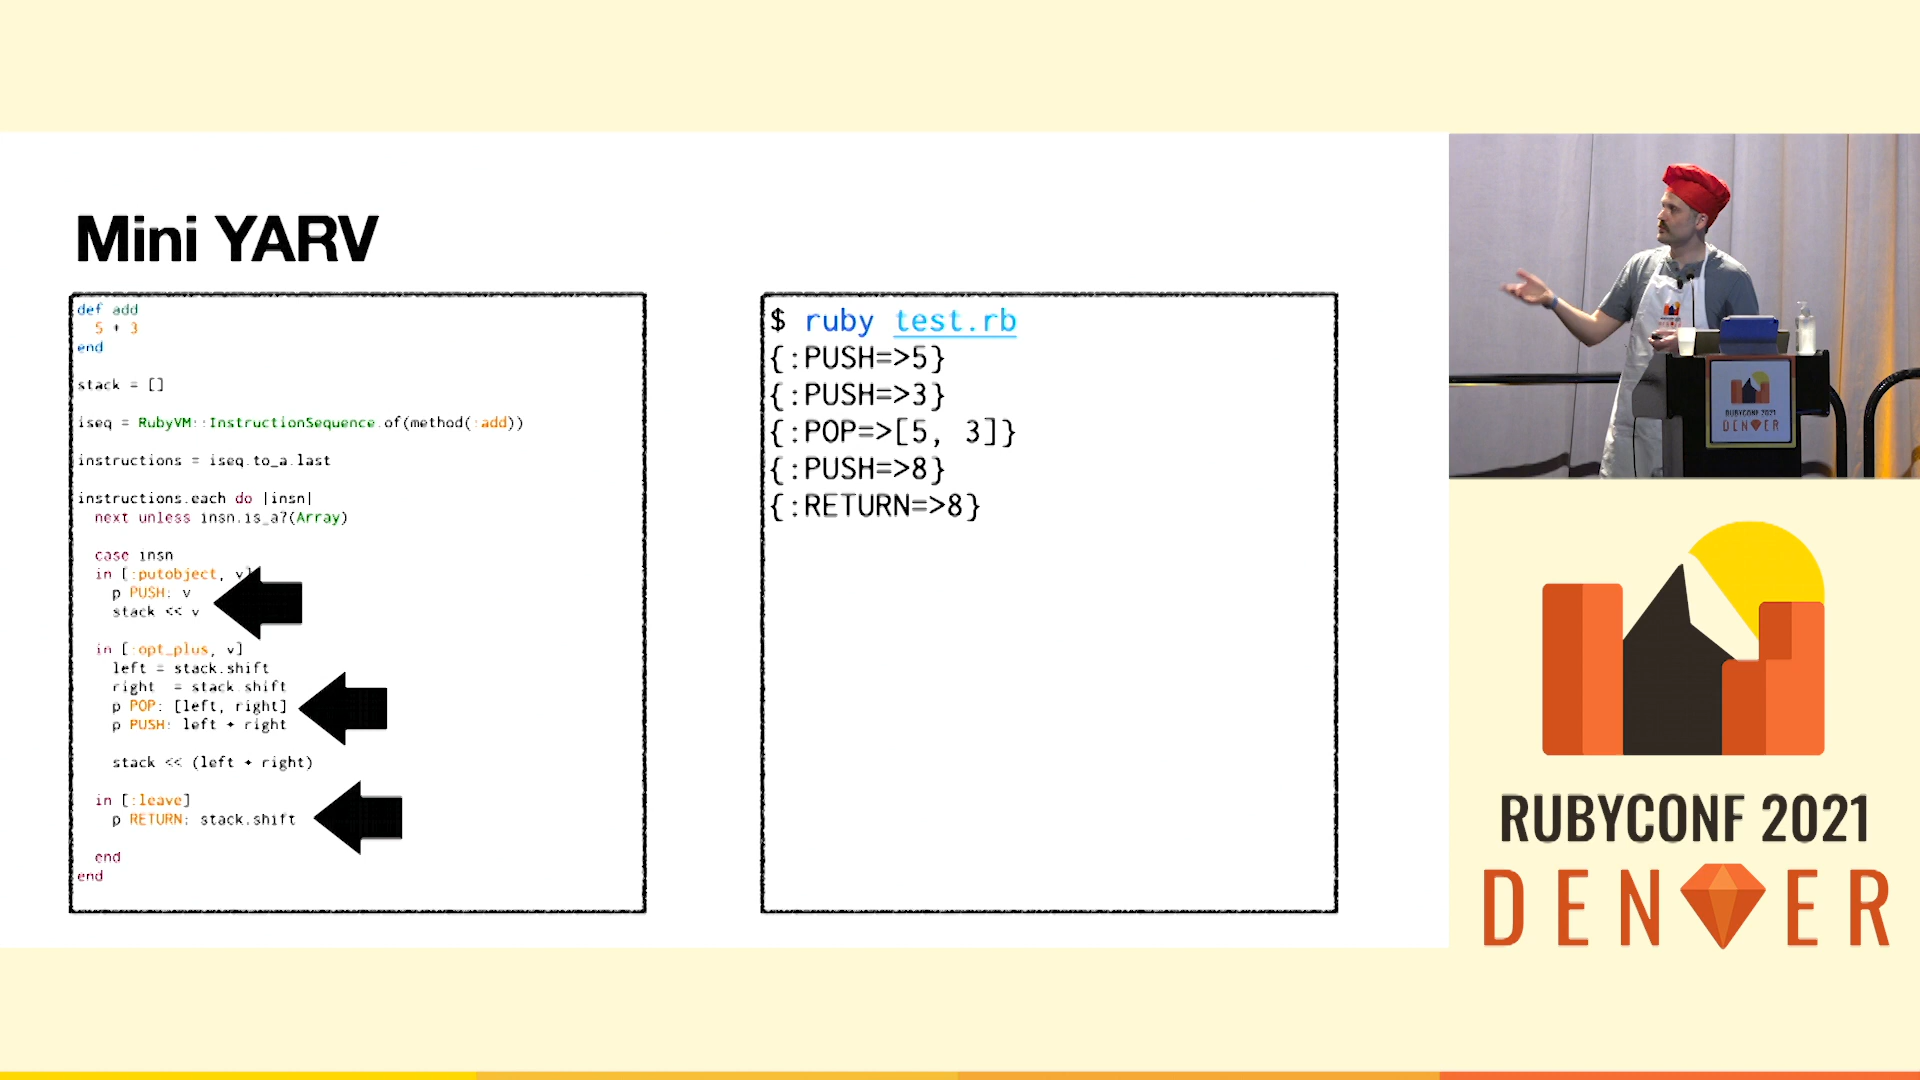 Mini YARV
def add
  5 + 3
end
stack = []
iseq = RubyVM::InstructionSequence.of(method(:add))
instructions = iseq.to_a.last
instructions.each do |insn|
  next unless insn.is_a?(Array)
  case insn
  in [:putobject, v]
    p PUSH: v
    stack << v
  in [:opt_plus, v]
    left = stack.shift
    right  = stack.shift
    p POP: [left, right]
    p PUSH: left + right
    stack << (left + right)
  in [:leave]
    p RETURN: stack.shift
  end
end
$ ruby test.rb
{:PUSH=>5}
{:PUSH=>3}
{:POP=>[5, 3]}
{:PUSH=>8}
{:RETURN=>8}
RUBYCONF 2021
DENVER
RUBYCONF 2021
DENVER